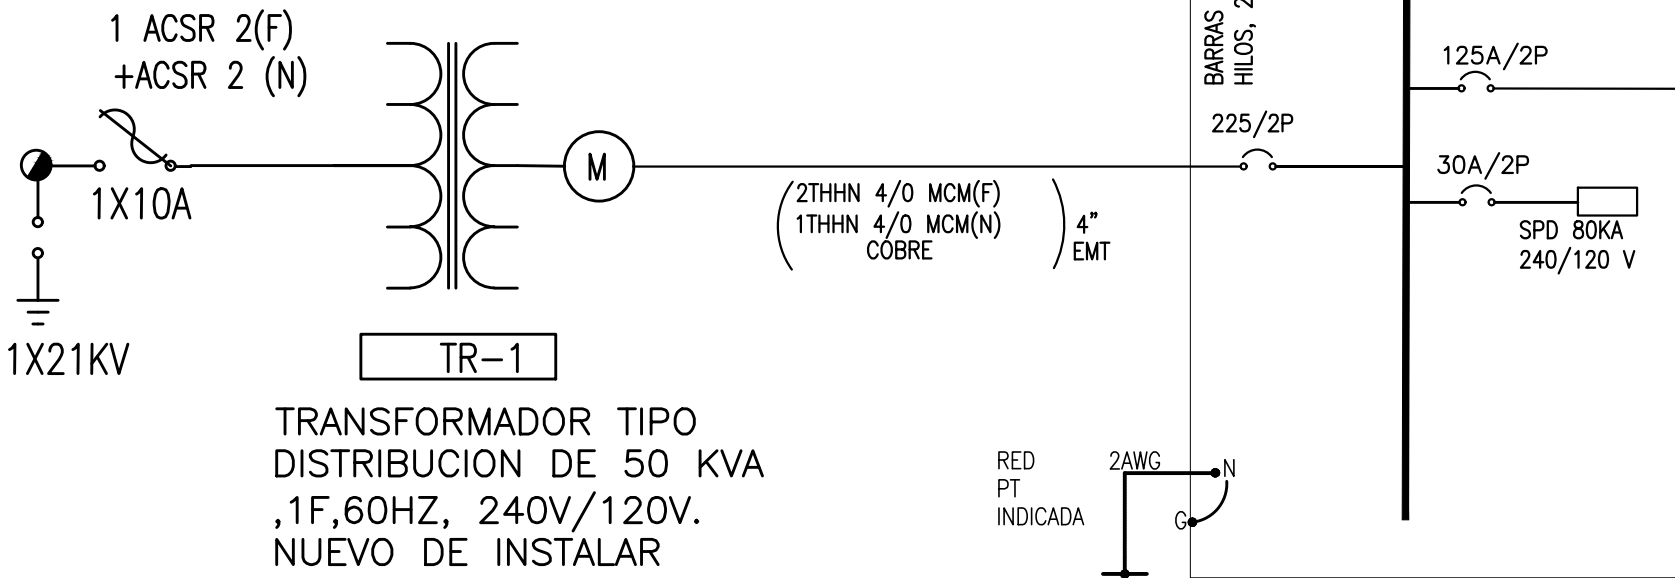 1 ACSR 2(F)
+ACSR 2 (N)
1X10A
1X21KV
TR-1
TRANSFORMADOR TIPO
DISTRIBUCION DE 50 KVA
,1F,60HZ, 240V/120V.
NUEVO DE INSTALAR
M
2THHN 4/0 MCM(F)
1THHN 4/0 MCM(N)
COBRE
4"
EMT
BARRAS
HILOS, 2
225/2P
125A/2P
30A/2P
SPD 80KA
240/120 V
RED
PT
INDICADA
2AWG
N
G